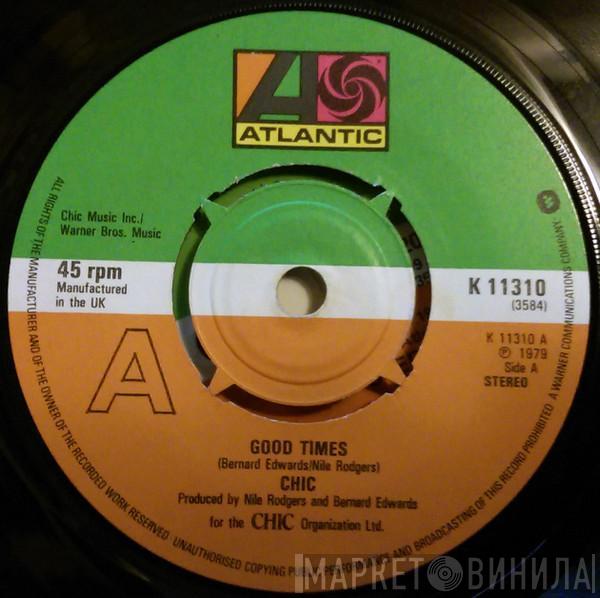 ATLANTIC
Chic Music Inc./
Warner Bros. Music
45 rpm
Manufactured
in the UK
K 11310
(3584)
K 11310 A
℗ 1979
Side A
STEREO
A
GOOD TIMES
(Bernard Edwards/Nile Rodgers)
CHIC
Produced by Nile Rodgers and Bernard Edwards
for the CHIC Organization Ltd.
ALL RIGHTS OF THE MANUFACTURER AND OF THE OWNER OF THE RECORDED WORK RESERVED. UNAUTHORISED COPYING PUBLIC PERFORMANCE AND BROADCASTING OF THIS RECORD PROHIBITED. A WARNER COMMUNICATIONS COMPANY.
МАРКЕТ ВИНИЛА